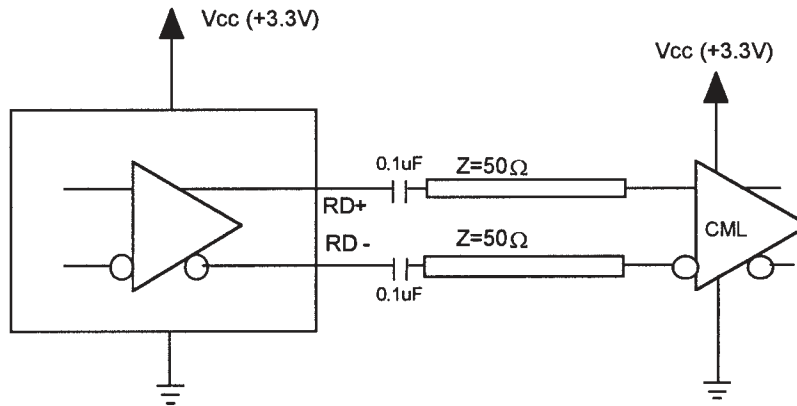 Vcc (+3.3V)
Vcc (+3.3V)
0.1uF
Z=50Ω
RD+
RD -
Z=50Ω
0.1uF
CML